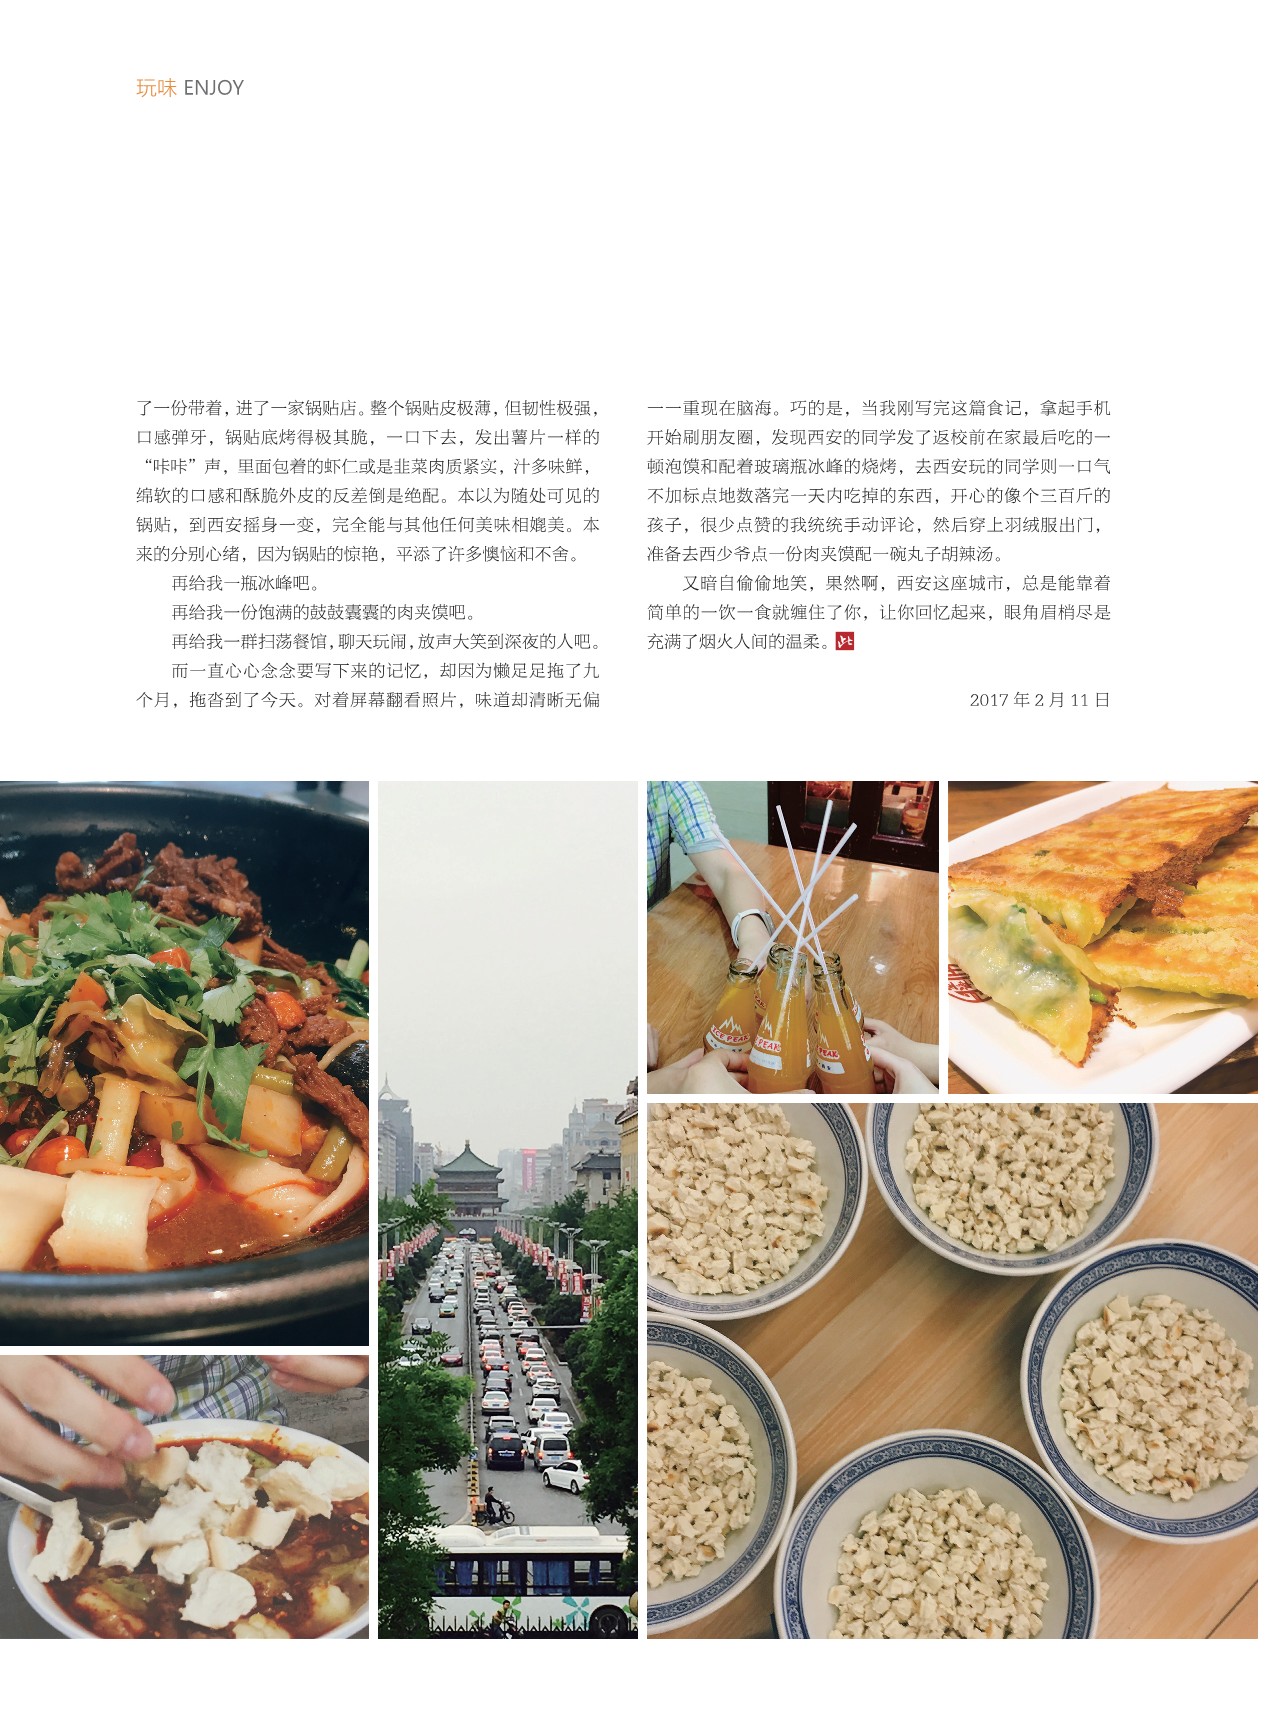 玩味 ENJOY
了一份带着，进了一家锅贴店。整个锅贴皮极薄，但韧性极强，
口感弹牙，锅贴底烤得极其脆，一口下去，发出薯片一样的
“咔咔”声，里面包着的虾仁或是韭菜肉质紧实，汁多味鲜，
绵软的口感和酥脆外皮的反差倒是绝配。本以为随处可见的
锅贴，到西安摇身一变，完全能与其他任何美味相媲美。本
来的分别心绪，因为锅贴的惊艳，平添了许多懊恼和不舍。
再给我一瓶冰峰吧。
再给我一份饱满的鼓鼓囊囊的肉夹馍吧。
再给我一群扫荡餐馆，聊天玩闹，放声大笑到深夜的人吧。
而一直心心念念要写下来的记忆，却因为懒足足拖了九
个月，拖沓到了今天。对着屏幕翻看照片，味道却清晰无偏
一一重现在脑海。巧的是，当我刚写完这篇食记，拿起手机
开始刷朋友圈，发现西安的同学发了返校前在家最后吃的一
顿泡馍和配着玻璃瓶冰峰的烧烤，去西安玩的同学则一口气
不加标点地数落完一天内吃掉的东西，开心的像个三百斤的
孩子，很少点赞的我统统手动评论，然后穿上羽绒服出门，
准备去西少爷点一份肉夹馍配一碗丸子胡辣汤。
又暗自偷偷地笑，果然啊，西安这座城市，总是能靠着
简单的一饮一食就缠住了你，让你回忆起来，眼角眉梢尽是
充满了烟火人间的温柔。
2017 年 2 月 11 日
ICE PEAK
PEAK
PEAK